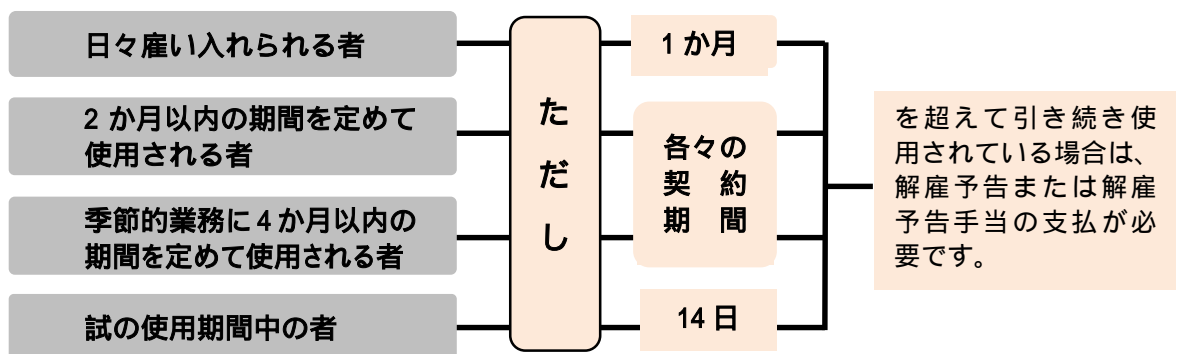 日々雇い入れられる者
2 か月以内の期間を定めて
使用される者
季節的業務に4か月以内の
期間を定めて使用される者
試の使用期間中の者
ただし
1か月
各々の
契 約
期 間
14日
を超えて引き続き使
用されている場合は、
解雇予告または解雇
予告手当の支払が必
要です。